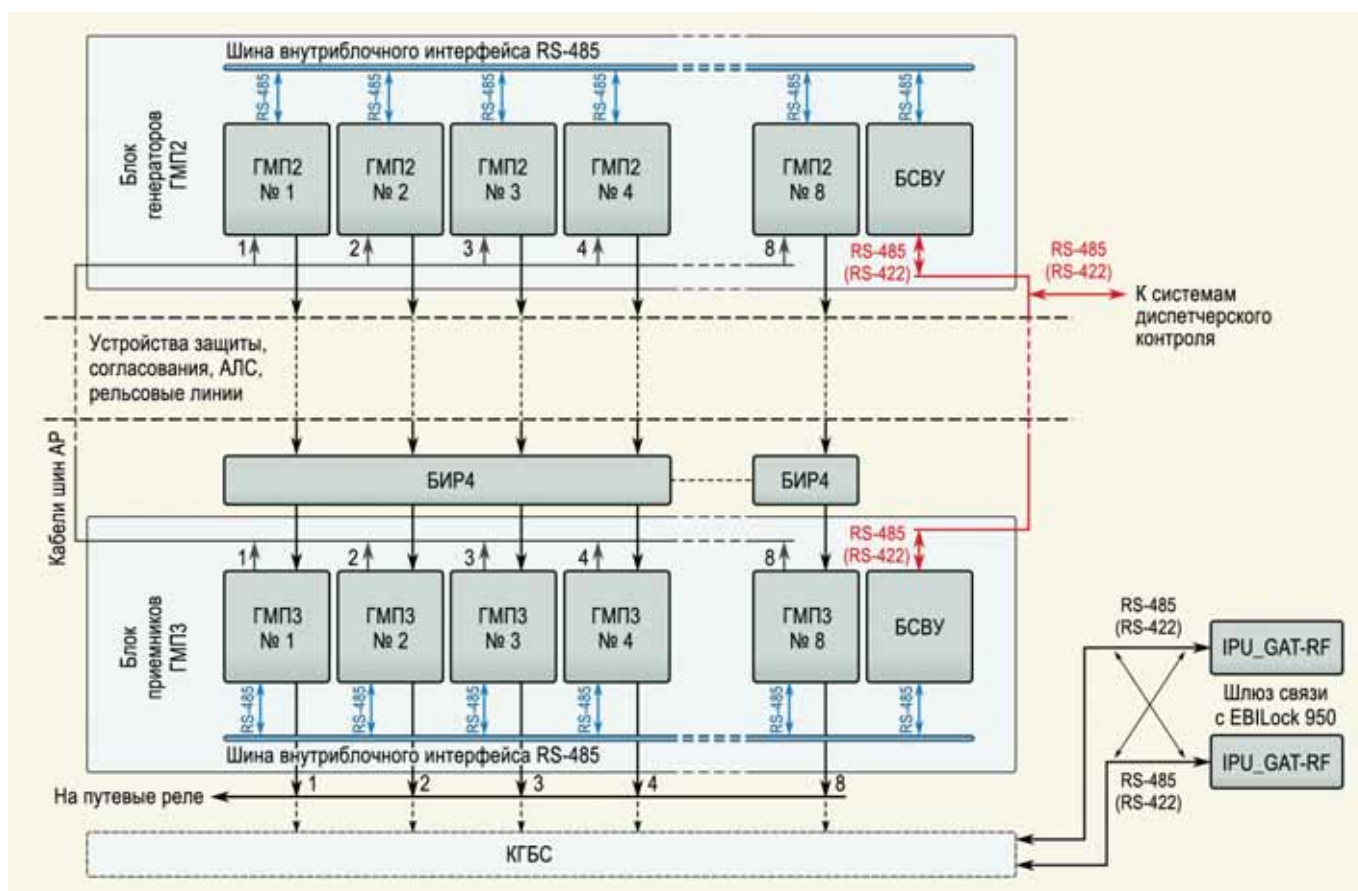 Шина внутриблочного интерфейса RS-485
RS-485
RS-485
RS-485
RS-485
RS-485
RS-485
Блок
генераторов
ГМП2
ГМП2
№ 1
ГМП2
№ 2
ГМП2
№ 3
ГМП2
№ 4
ГМП2
№ 8
БСВУ
1
2
3
4
8
RS-485
(RS-422)
RS-485
(RS-422)
К системам
диспетчерского
контроля
Устройства защиты,
согласования, АЛС,
рельсовые линии
Кабели шин АР
БИР4
БИР4
RS-485
(RS-422)
1
2
3
4
8
Блок
приемников
ГМП3
ГМП3
№ 1
ГМП3
№ 2
ГМП3
№ 3
ГМП3
№ 4
ГМП3
№ 8
БСВУ
RS-485
RS-485
RS-485
RS-485
RS-485
RS-485
Шина внутриблочного интерфейса RS-485
RS-485
(RS-422)
IPU_GAT-RF
Шлюз связи
с EBILock 950
IPU_GAT-RF
RS-485
(RS-422)
1
2
3
4
8
На путевые реле
КГБС